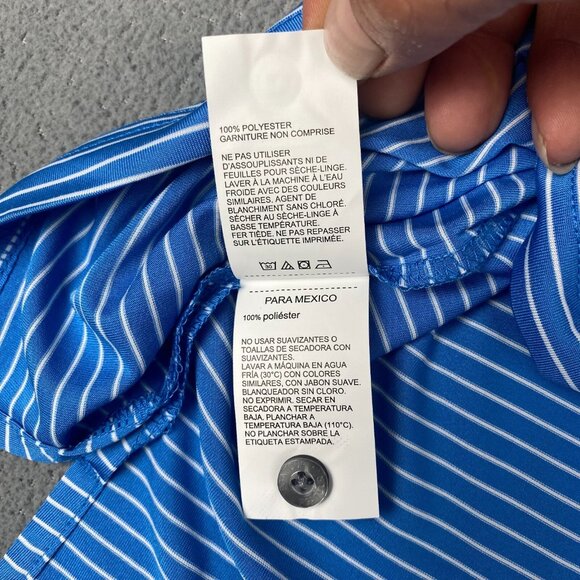 100% POLYESTER
GARNITURE NON COMPRISE
NE PAS UTILISER
D'ASSOUPLISSANTS NI DE
FEUILLES POUR SÈCHE-LINGE.
LAVER À LA MACHINE À L'EAU
FROIDE AVEC DES COULEURS
SIMILAIRES, AGENT DE
BLANCHIMENT SANS CHLORÉ.
SÉCHER AU SÈCHE-LINGE À
BASSE TEMPÉRATURE.
FER TIÈDE. NE PAS REPASSER
SUR L'ÉTIQUETTE IMPRIMÉE.
PARA MEXICO
100% poliéster
NO USAR SUAVIZANTES O
TOALLAS DE SECADORA CON
SUAVIZANTES.
LAVAR A MÁQUINA EN AGUA
FRÍA (30°C) CON COLORES
SIMILARES, CON JABON SUAVE.
BLANQUEADOR SIN CLORO.
NO EXPRIMIR. SECAR EN
SECADORA A TEMPERATURA
BAJA. PLANCHAR A
TEMPERATURA BAJA (110°C).
NO PLANCHAR SOBRE LA
ETIQUETA ESTAMPADA.